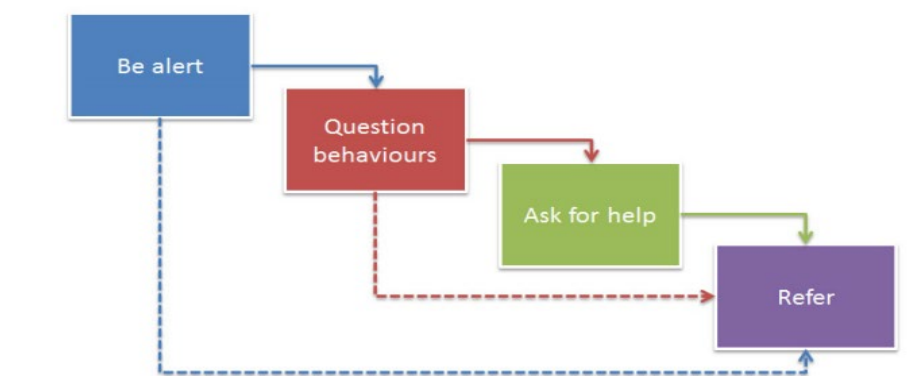 Be alert
Question
behaviours
Ask for help
Refer